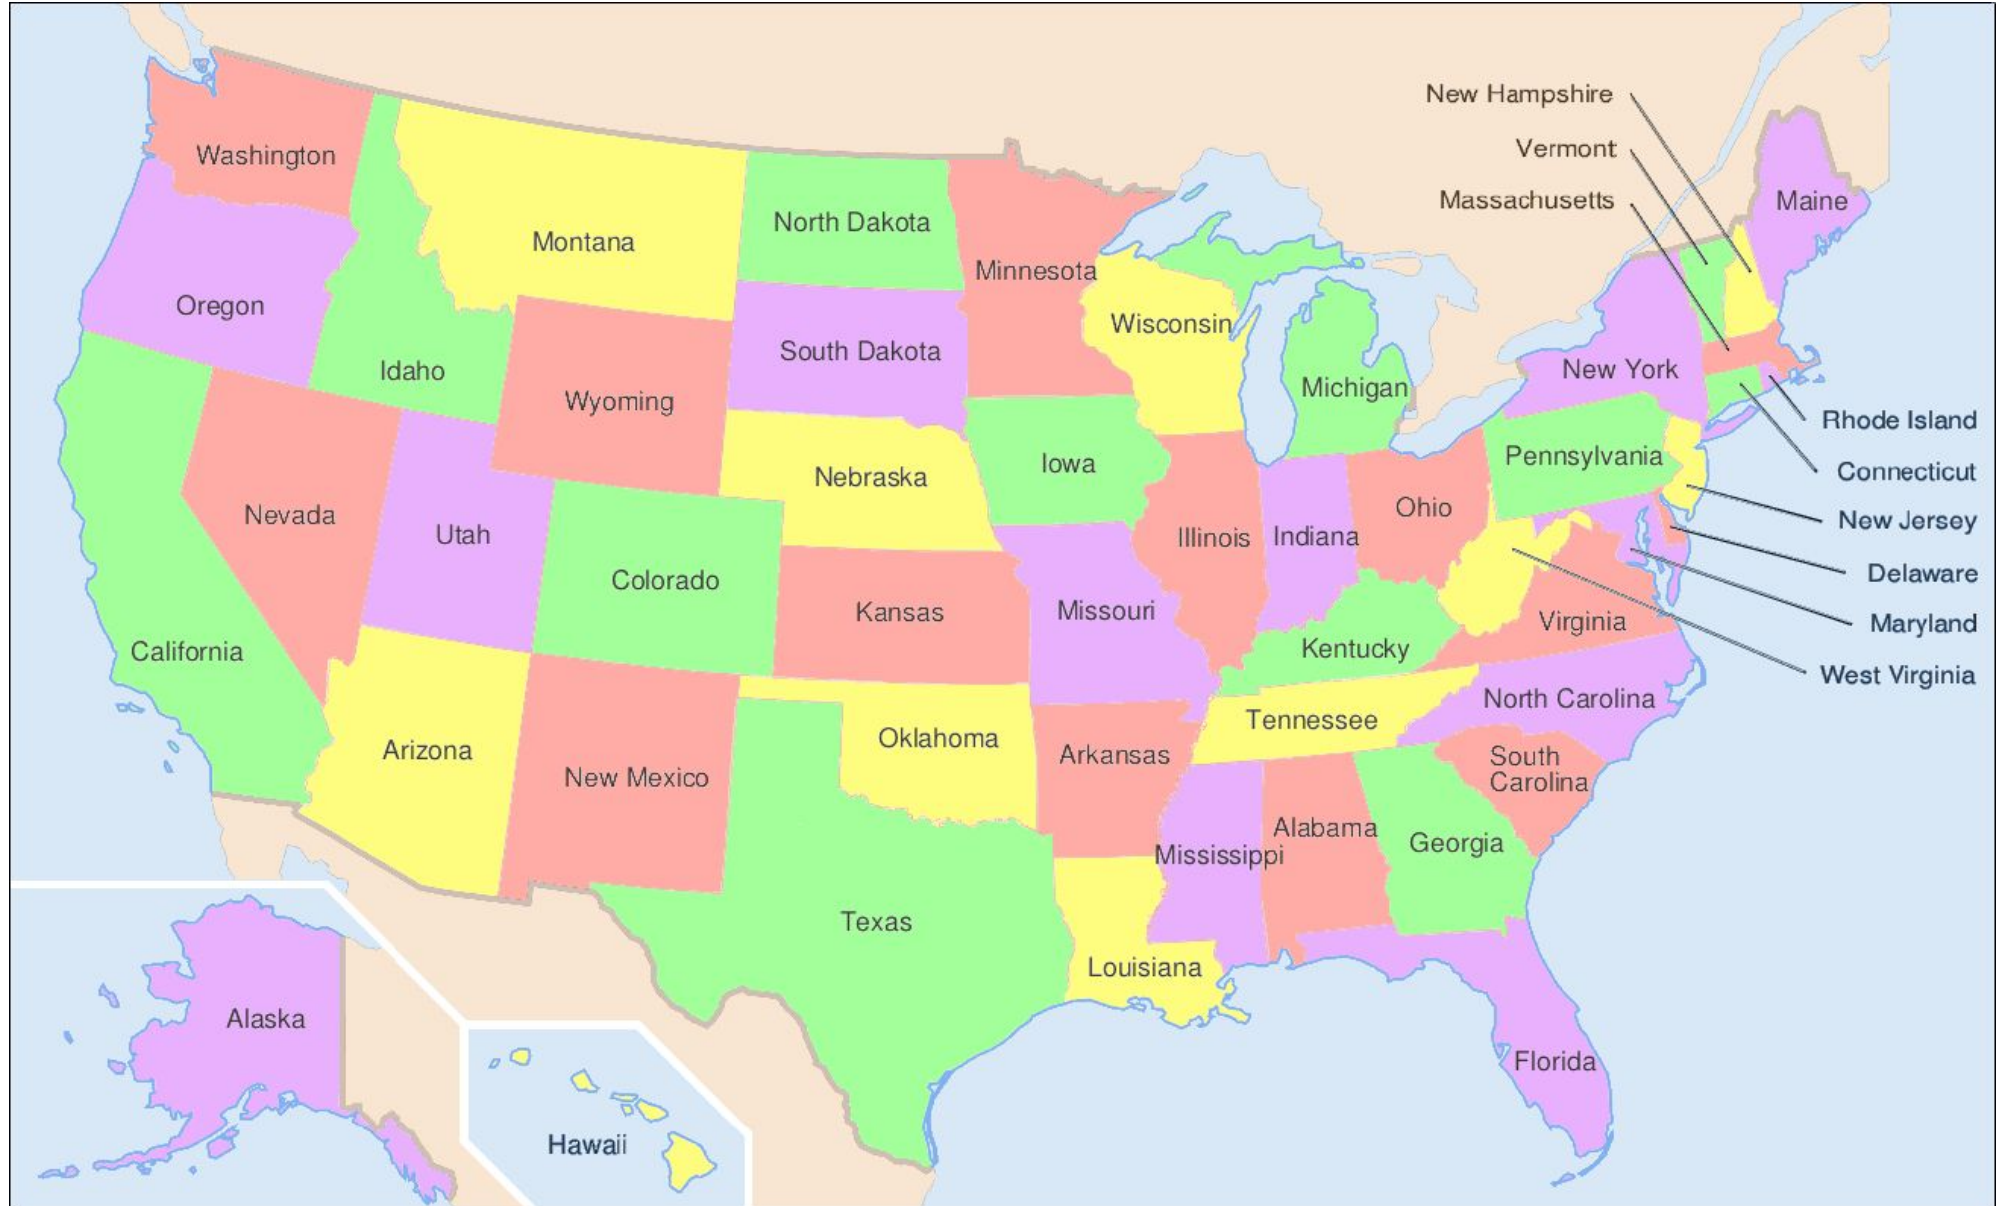 New Hampshire
Vermont
Massachusetts
Washington
Maine
Montana
North Dakota
Minnesota
Oregon
Wisconsin
South Dakota
Idaho
New York
Michigan
Wyoming
Rhode Island
Pennsylvania
Iowa
Connecticut
Nebraska
Ohio
Nevada
New Jersey
Utah
Illinois
Indiana
Delaware
Colorado
Kansas
Missouri
Virginia
Maryland
California
Kentucky
West Virginia
North Carolina
Tennessee
Oklahoma
Arizona
Arkansas
South
Carolina
New Mexico
Alabama
Georgia
Mississippi
Texas
Louisiana
Alaska
Florida
Hawaii